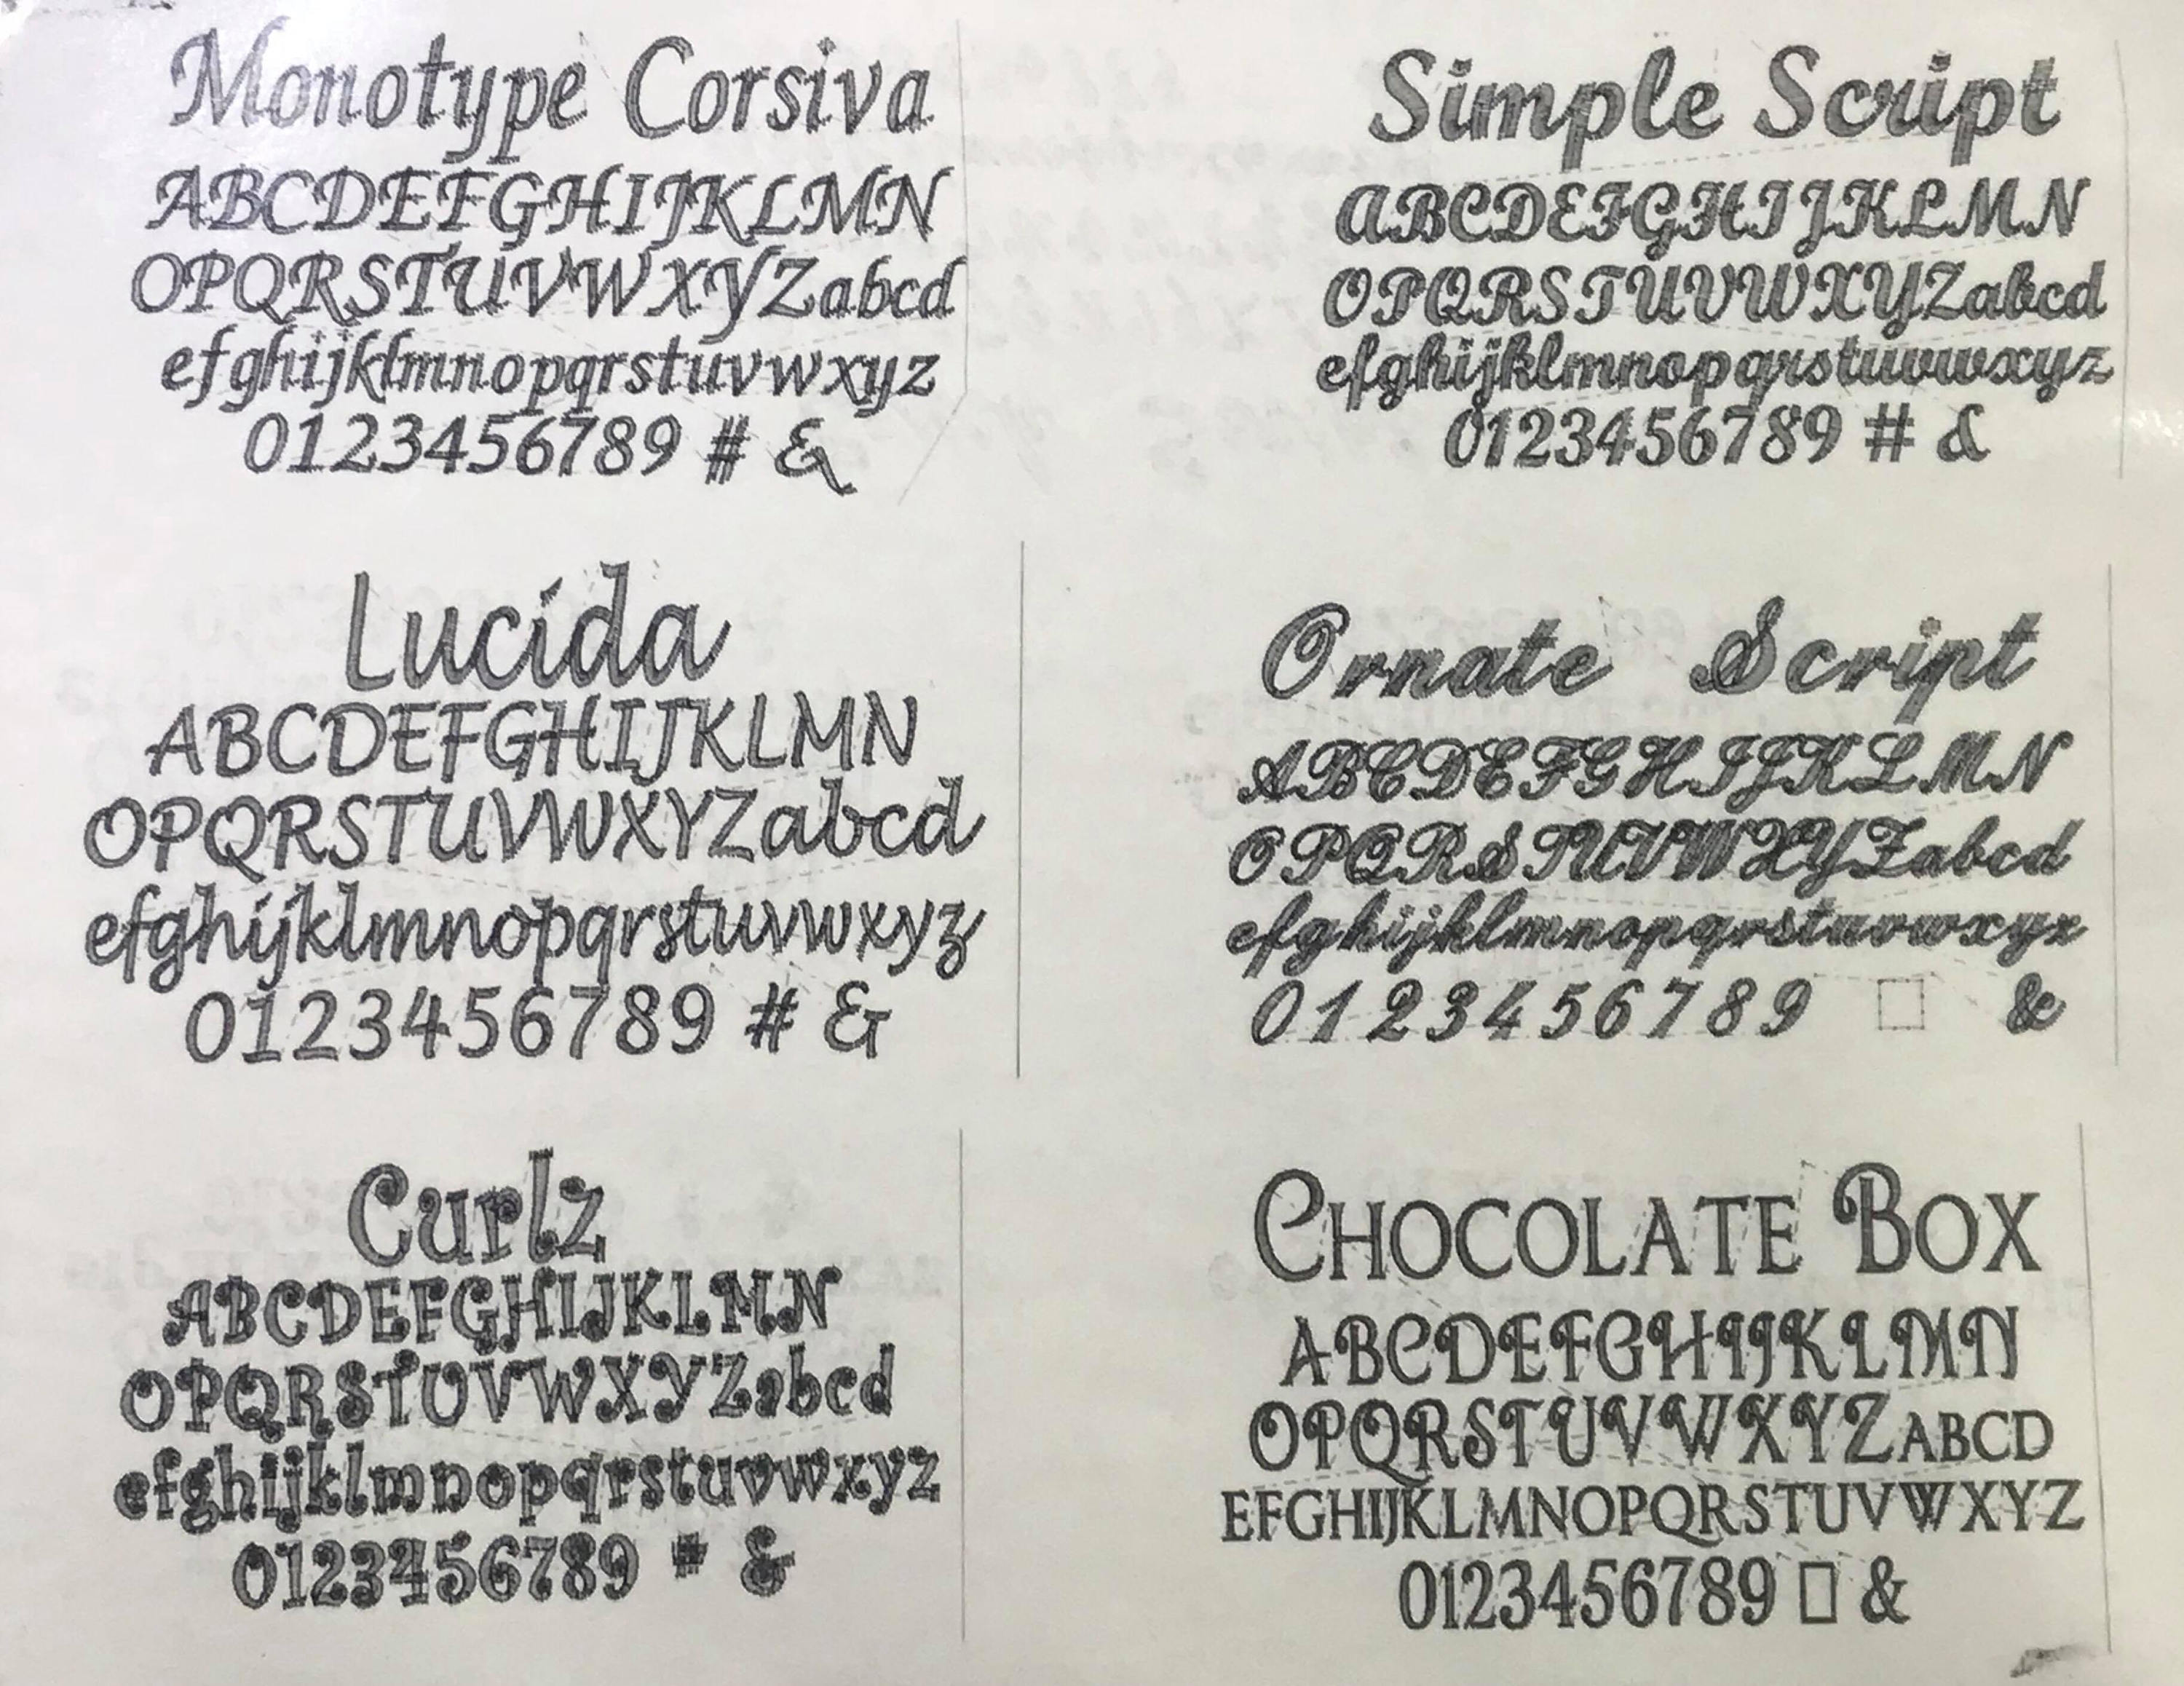 Monotype Corsiva
ABCDEFGHIJKLMN
OPQRSTUVWXYZabcd
efghijklmnopqrstuvwxyz
0123456789 # &
Simple Script
ABCDEFGHIJKLMN
OPQRSTUVWXYZabcd
efghijklmnopqrstuvwxyz
0123456789 # &
Lucida
ABCDEFGHIJKLMN
OPQRSTUVWXYZabcd
efghijklmnopqrstuvwxyz
0123456789 # &
Ornate Script
ABCDEFGHIJKLMN
OPQRSTUVWXYZabcd
efghijklmnopqrstuvwxyz
0123456789 □ &
Curlz
ABCDEFGHIJKLMN
OPQRSTUVWXYZabcd
efghijklmnopqrstuvwxyz
0123456789 # &
CHOCOLATE BOX
ABCDEFGHIJKLMN
OPQRSTUVWXYZABCD
EFGHIJKLMNOPQRSTUVWXYZ
0123456789 □ &